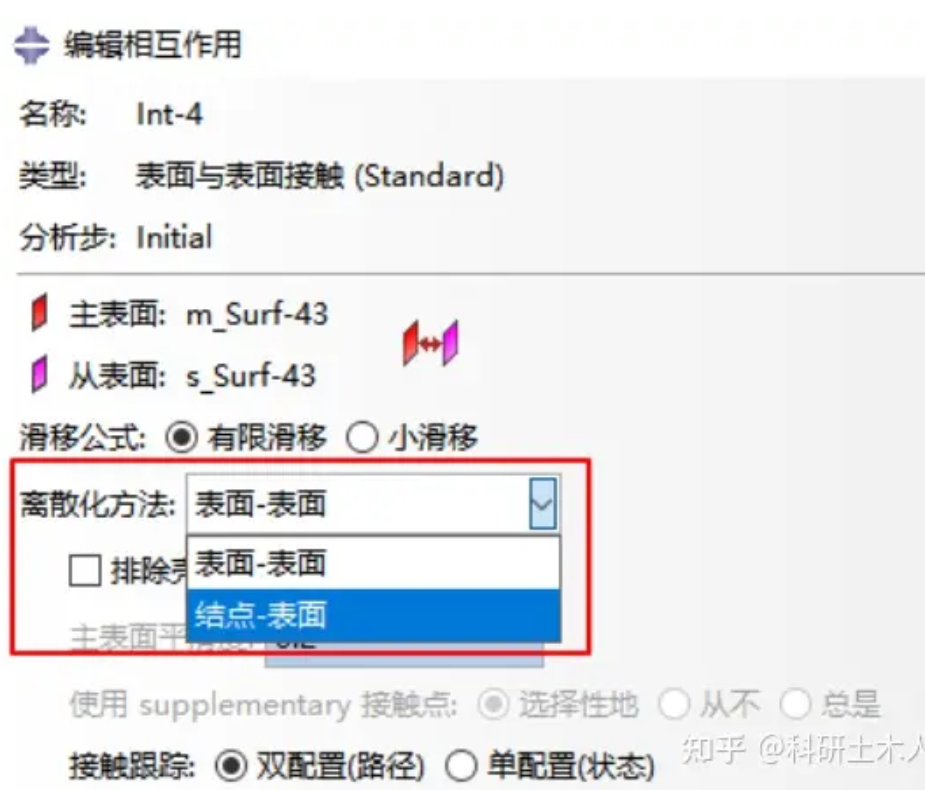 编辑相互作用
名称: Int-4
类型: 表面与表面接触 (Standard)
分析步: Initial
主表面: m_Surf-43
从表面: s_Surf-43
滑移公式: 有限滑移 小滑移
离散化方法: 表面-表面
排除 表面-表面
结点-表面
主表面平
使用 supplementary 接触点: 选择性地 从不 总是
接触跟踪: 双配置(路径) 单配置(状态)
知乎 @科研土木人